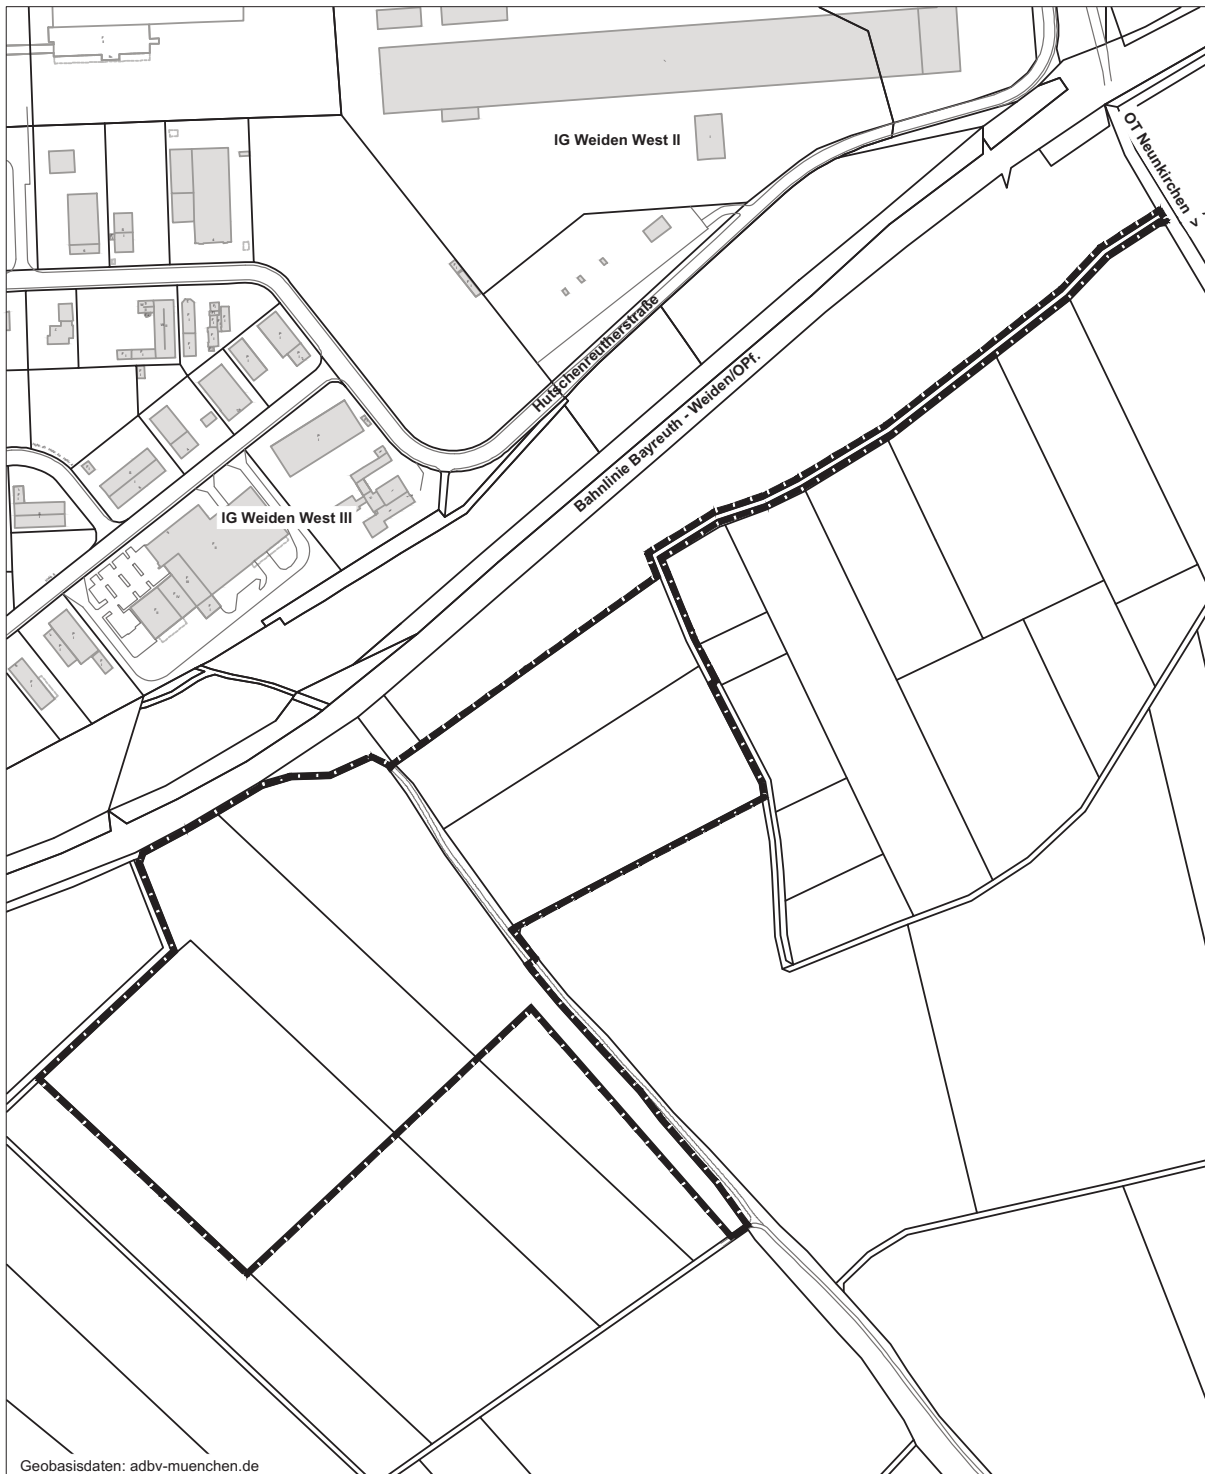 IG Weiden West II
OT Neunkirchen >
Hutschenreutherstraße
Bahnlinie Bayreuth - Weiden/OPf.
IG Weiden West III
Geobasisdaten: adbv-muenchen.de